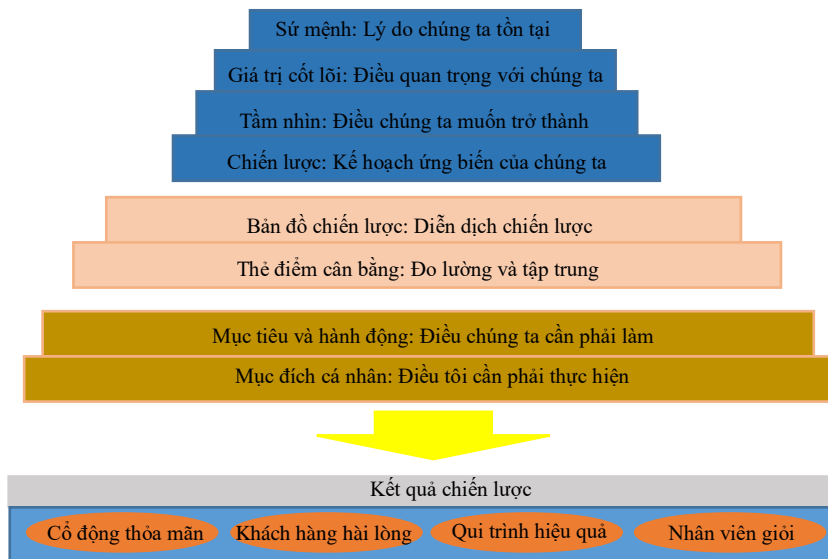 Sứ mệnh: Lý do chúng ta tồn tại
Giá trị cốt lõi: Điều quan trọng với chúng ta
Tầm nhìn: Điều chúng ta muốn trở thành
Chiến lược: Kế hoạch ứng biến của chúng ta
Bản đồ chiến lược: Diễn dịch chiến lược
Thẻ điểm cân bằng: Đo lường và tập trung
Mục tiêu và hành động: Điều chúng ta cần phải làm
Mục đích cá nhân: Điều tôi cần phải thực hiện
Kết quả chiến lược
Cổ động thỏa mãn
Khách hàng hài lòng
Qui trình hiệu quả
Nhân viên giỏi